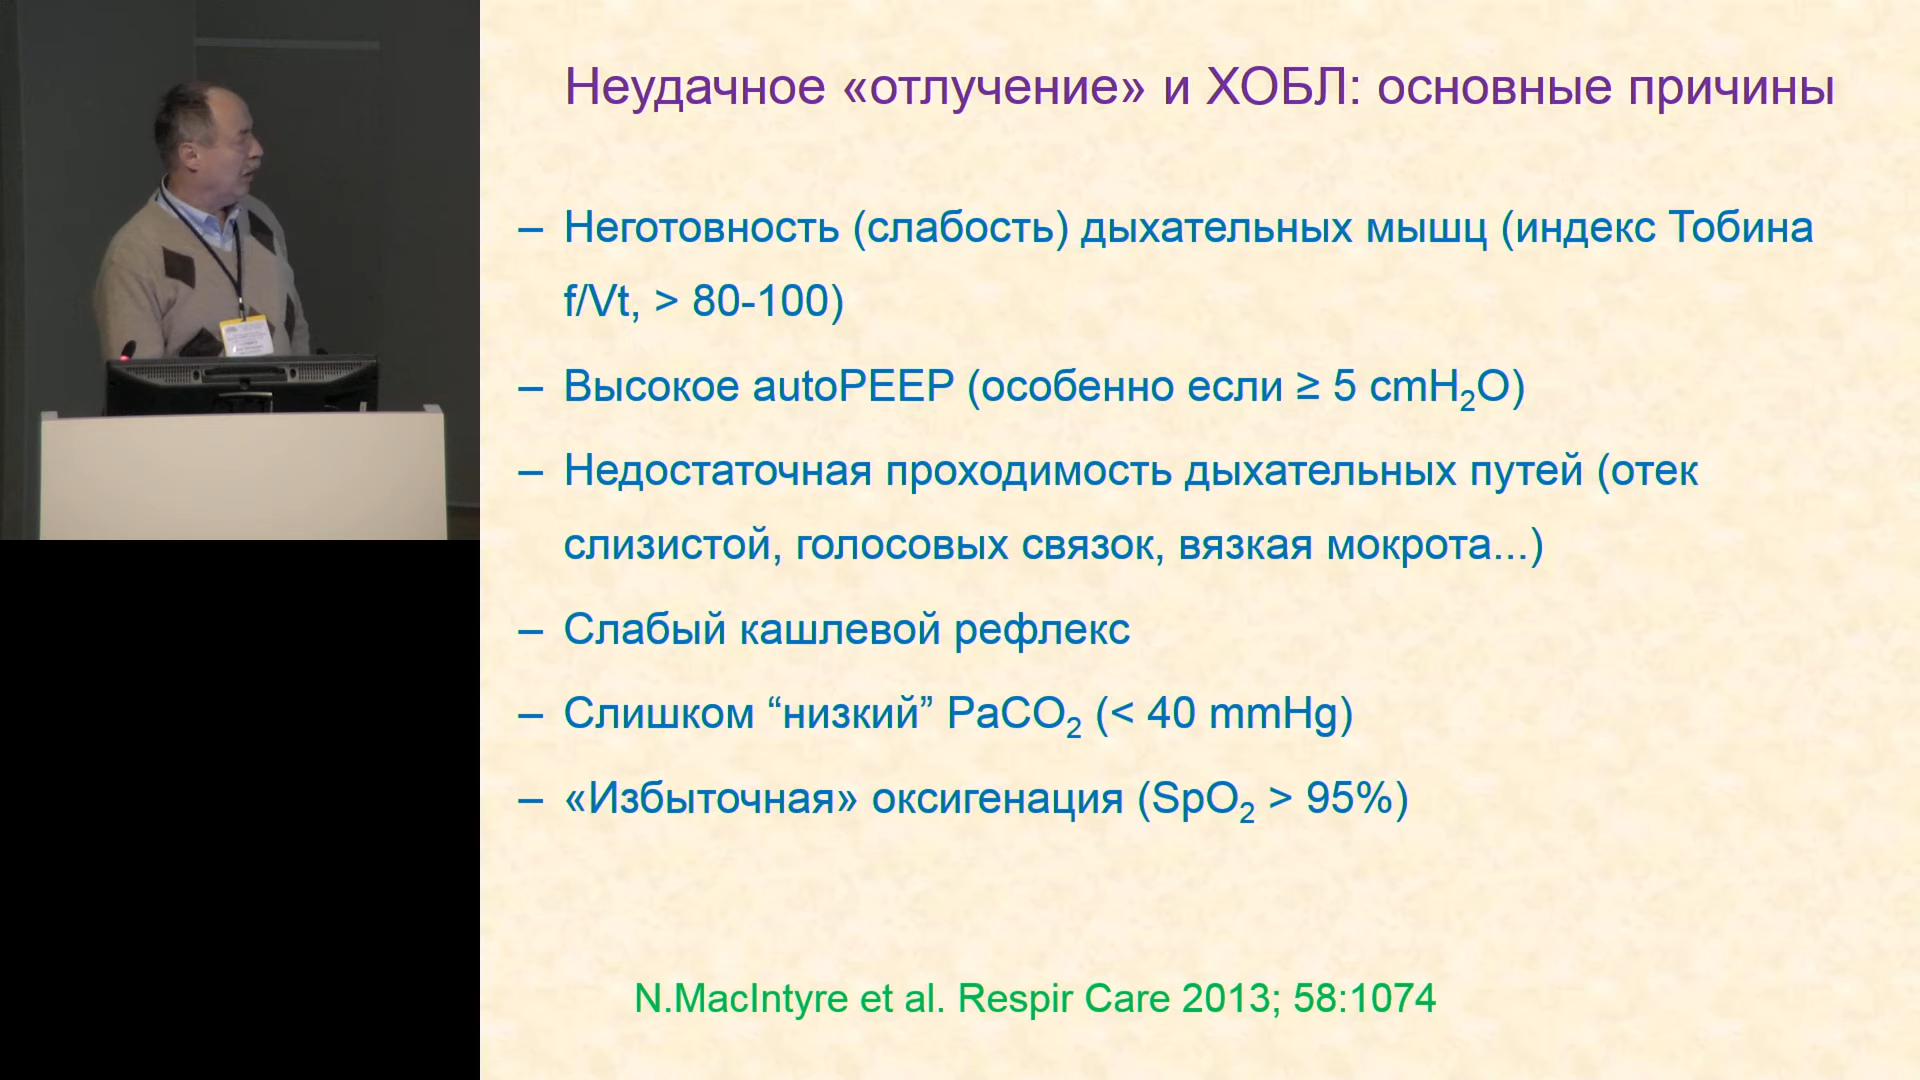 Неудачное «отлучение» и ХОБЛ: основные причины
– Неготовность (слабость) дыхательных мышц (индекс Тобина
f/Vt, > 80-100)
– Высокое autoPEEP (особенно если ≥ 5 cmH₂O)
– Недостаточная проходимость дыхательных путей (отек
слизистой, голосовых связок, вязкая мокрота...)
– Слабый кашлевой рефлекс
– Слишком “низкий” PaCO₂ (< 40 mmHg)
– «Избыточная» оксигенация (SpO₂ > 95%)
N.MacIntyre et al. Respir Care 2013; 58:1074